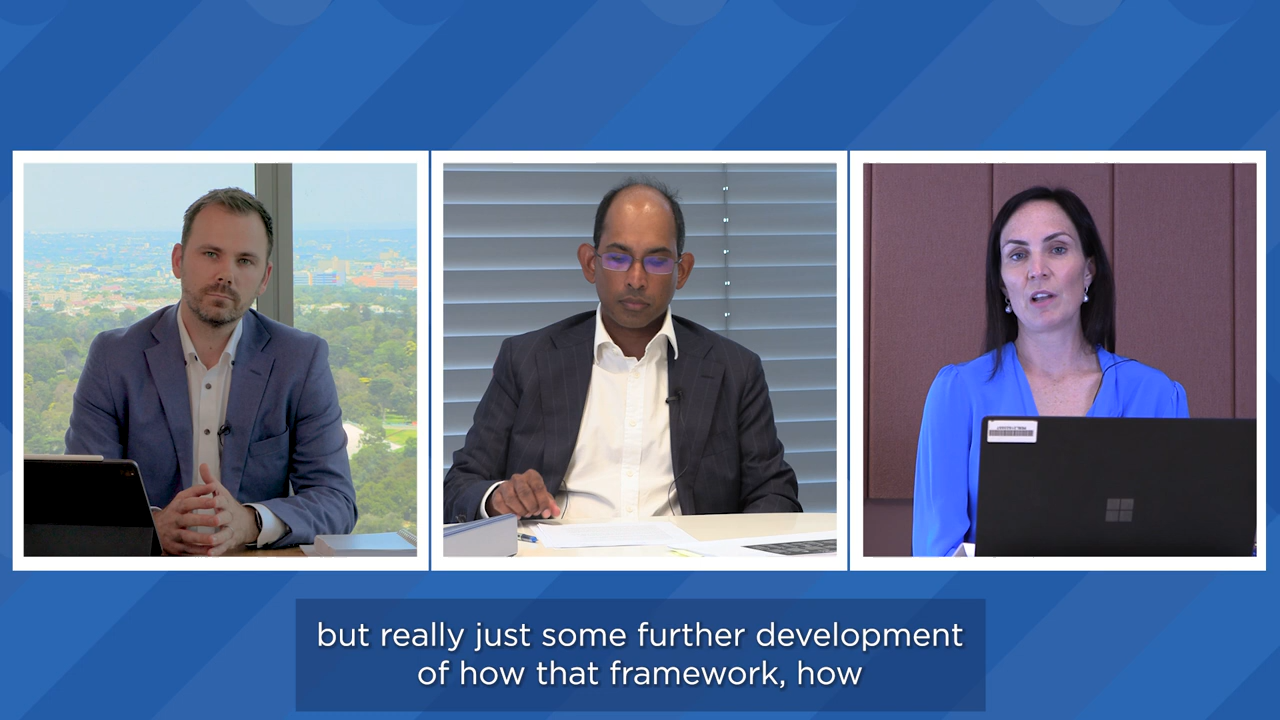 but really just some further development
of how that framework, how